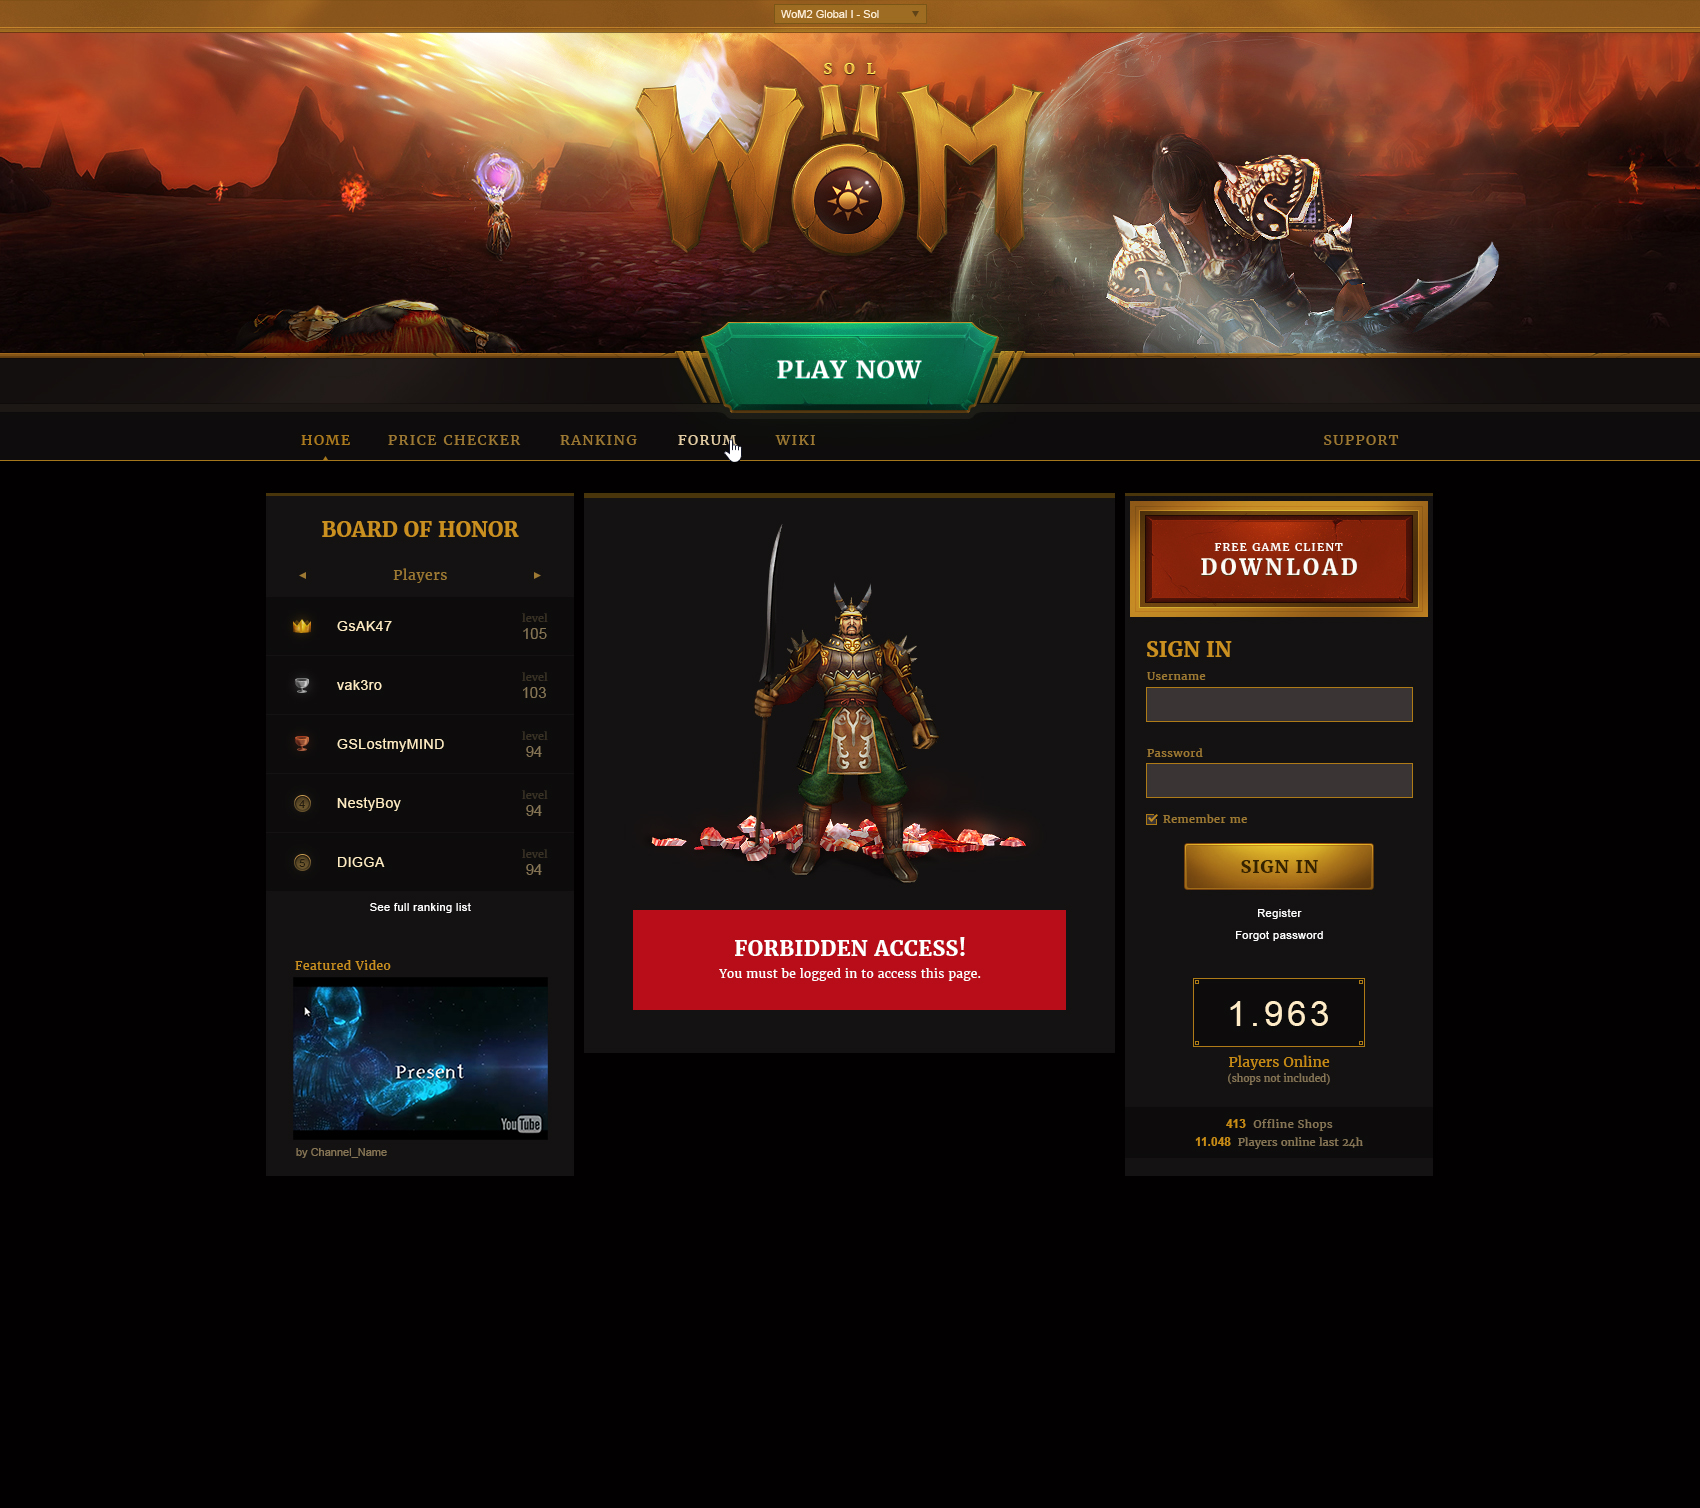 WoM2 Global I - Sol
SOL
WÖM
PLAY NOW
HOME
PRICE CHECKER
RANKING
FORUM
WIKI
SUPPORT
BOARD OF HONOR
Players
GsAK47
level
105
vak3ro
level
103
GSLostmyMIND
level
94
4
NestyBoy
level
94
5
DIGGA
level
94
See full ranking list
Featured Video
Present
YouTube
by Channel_Name
FORBIDDEN ACCESS!
You must be logged in to access this page.
FREE GAME CLIENT
DOWNLOAD
SIGN IN
Username
Password
Remember me
SIGN IN
Register
Forgot password
1.963
Players Online
(shops not included)
413 Offline Shops
11.048 Players online last 24h